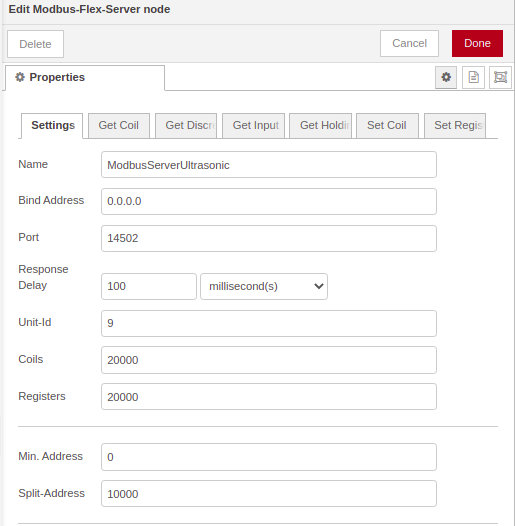 Edit Modbus-Flex-Server node
Delete Cancel Done
Properties
Settings Get Coil Get Discre Get Input Get Holdin Set Coil Set Regis
Name ModbusServerUltrasonic
Bind Address 0.0.0.0
Port 14502
Response
Delay 100 millisecond(s)
Unit-Id 9
Coils 20000
Registers 20000
Min. Address 0
Split-Address 10000